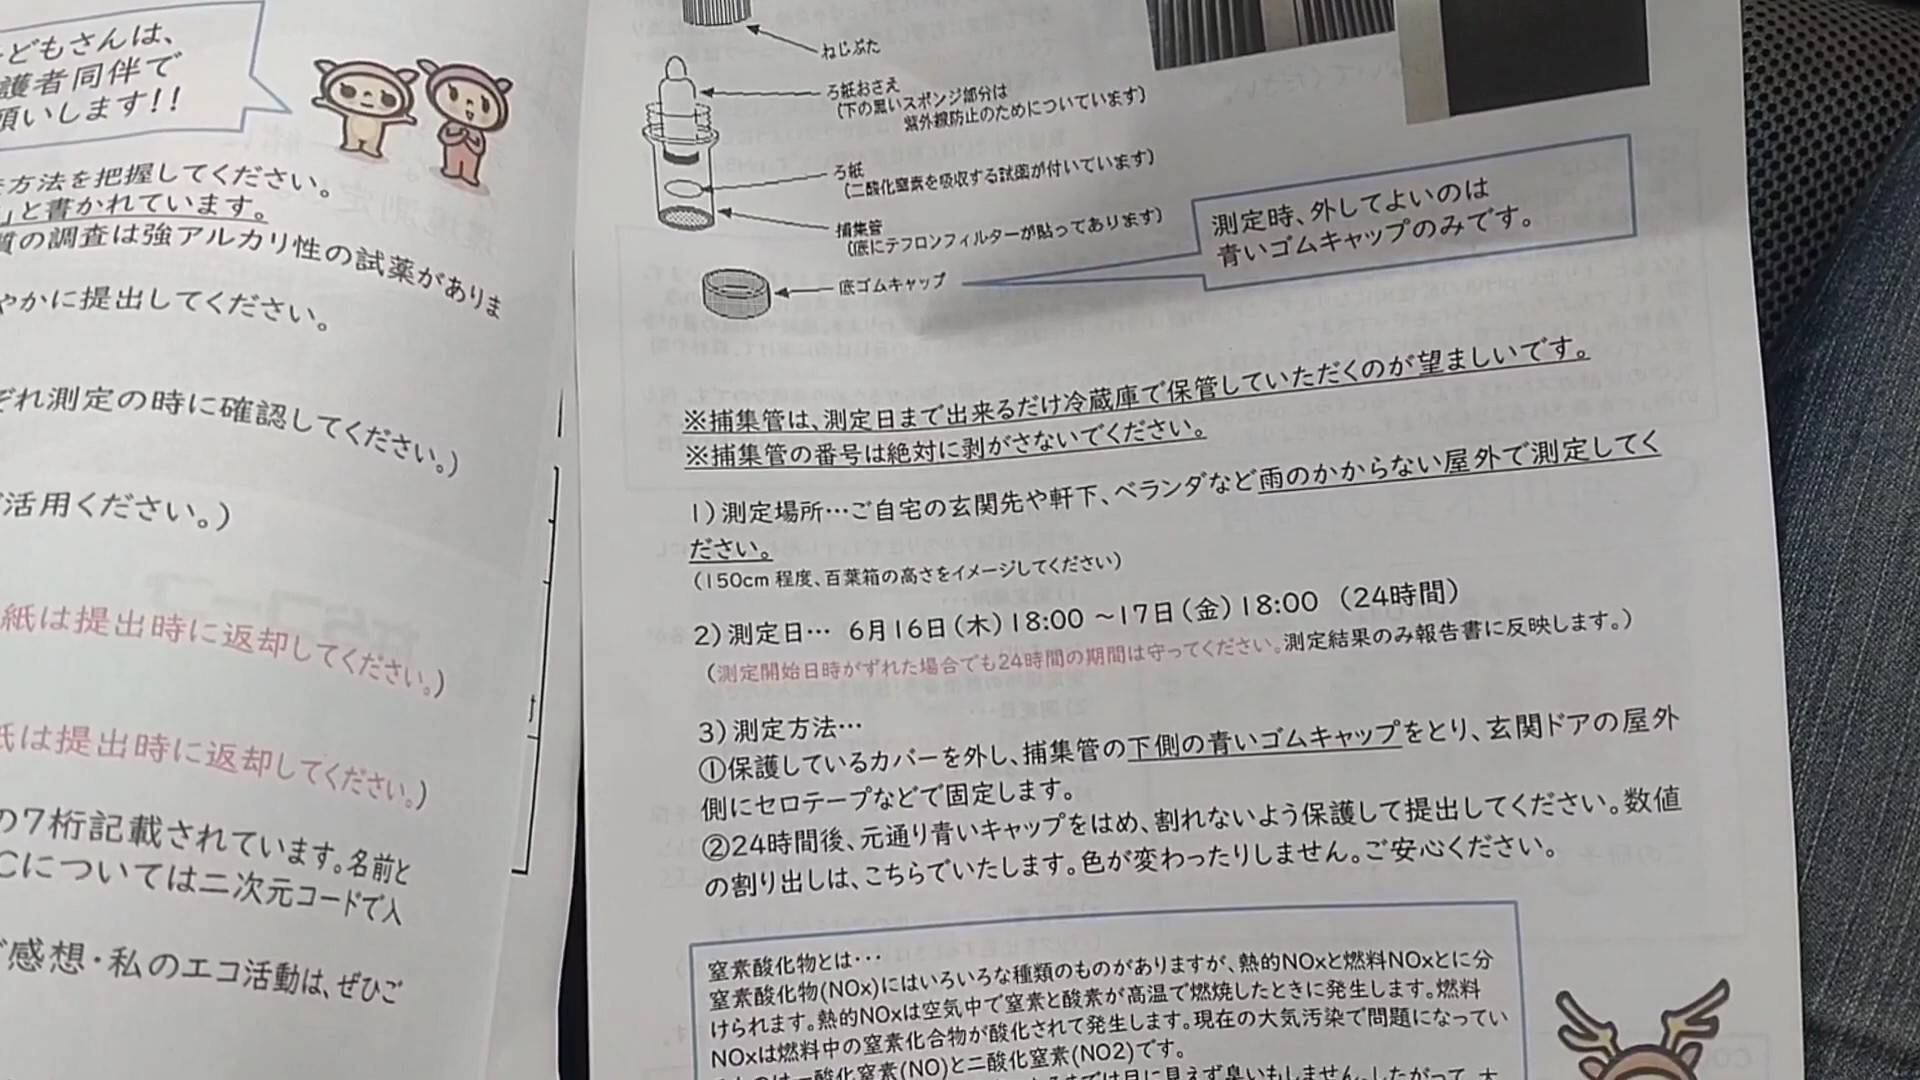 どもさんは、
護者同伴で
願いします!!
方法を把握してください。
」と書かれています。
質の調査は強アルカリ性の試薬がありま
やかに提出してください。
ぞれ測定の時に確認してください。)
活用ください。)
紙は提出時に返却してください。)
紙は提出時に返却してください。)
の7桁記載されています。名前と
Cについては二次元コードで入
感想・私のエコ活動は、ぜひご
ねじぶた
ろ紙おさえ
(下の黒いスポンジ部分は
紫外線防止のためについています)
ろ紙
(二酸化窒素を吸収する試薬が付いています)
捕集管
(底にテフロンフィルターが貼ってあります)
底ゴムキャップ
測定時、外してよいのは
青いゴムキャップのみです。
※捕集管は、測定日まで出来るだけ冷蔵庫で保管していただくのが望ましいです。
※捕集管の番号は絶対に剥がさないでください。
1)測定場所…ご自宅の玄関先や軒下、ベランダなど雨のかからない屋外で測定してく
ださい。
(150cm 程度、百葉箱の高さをイメージしてください)
2)測定日… 6月16日(木)18:00 ~17日(金)18:00 (24時間)
(測定開始日時がずれた場合でも24時間の期間は守ってください。測定結果のみ報告書に反映します。)
3)測定方法…
①保護しているカバーを外し、捕集管の下側の青いゴムキャップをとり、玄関ドアの屋外
側にセロテープなどで固定します。
②24時間後、元通り青いキャップをはめ、割れないよう保護して提出してください。数値
の割り出しは、こちらでいたします。色が変わったりしません。ご安心ください。
窒素酸化物とは・・・
窒素酸化物(NOx)にはいろいろな種類のものがありますが、熱的NOxと燃料NOxとに分
けられます。熱的NOxは空気中で窒素と酸素が高温で燃焼したときに発生します。燃料
NOxは燃料中の窒素化合物が酸化されて発生します。現在の大気汚染で問題になってい
一酸化窒素(NO)と二酸化窒素(NO2)です。
は目に見えず臭いもしません。したがって、大